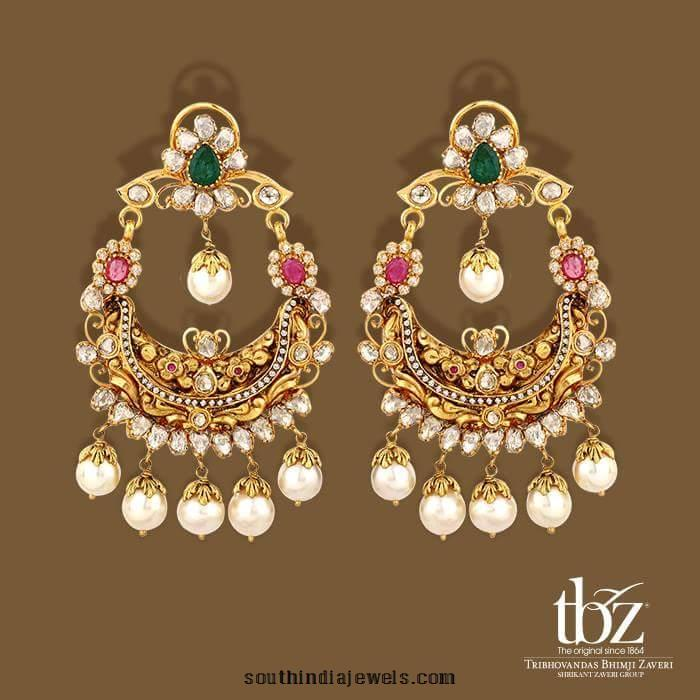 tbz
The original since 1864
TRIBHOVANDAS BHIMJI ZAVERI
SHRIKANT ZAVERI GROUP
southindiajewels.com